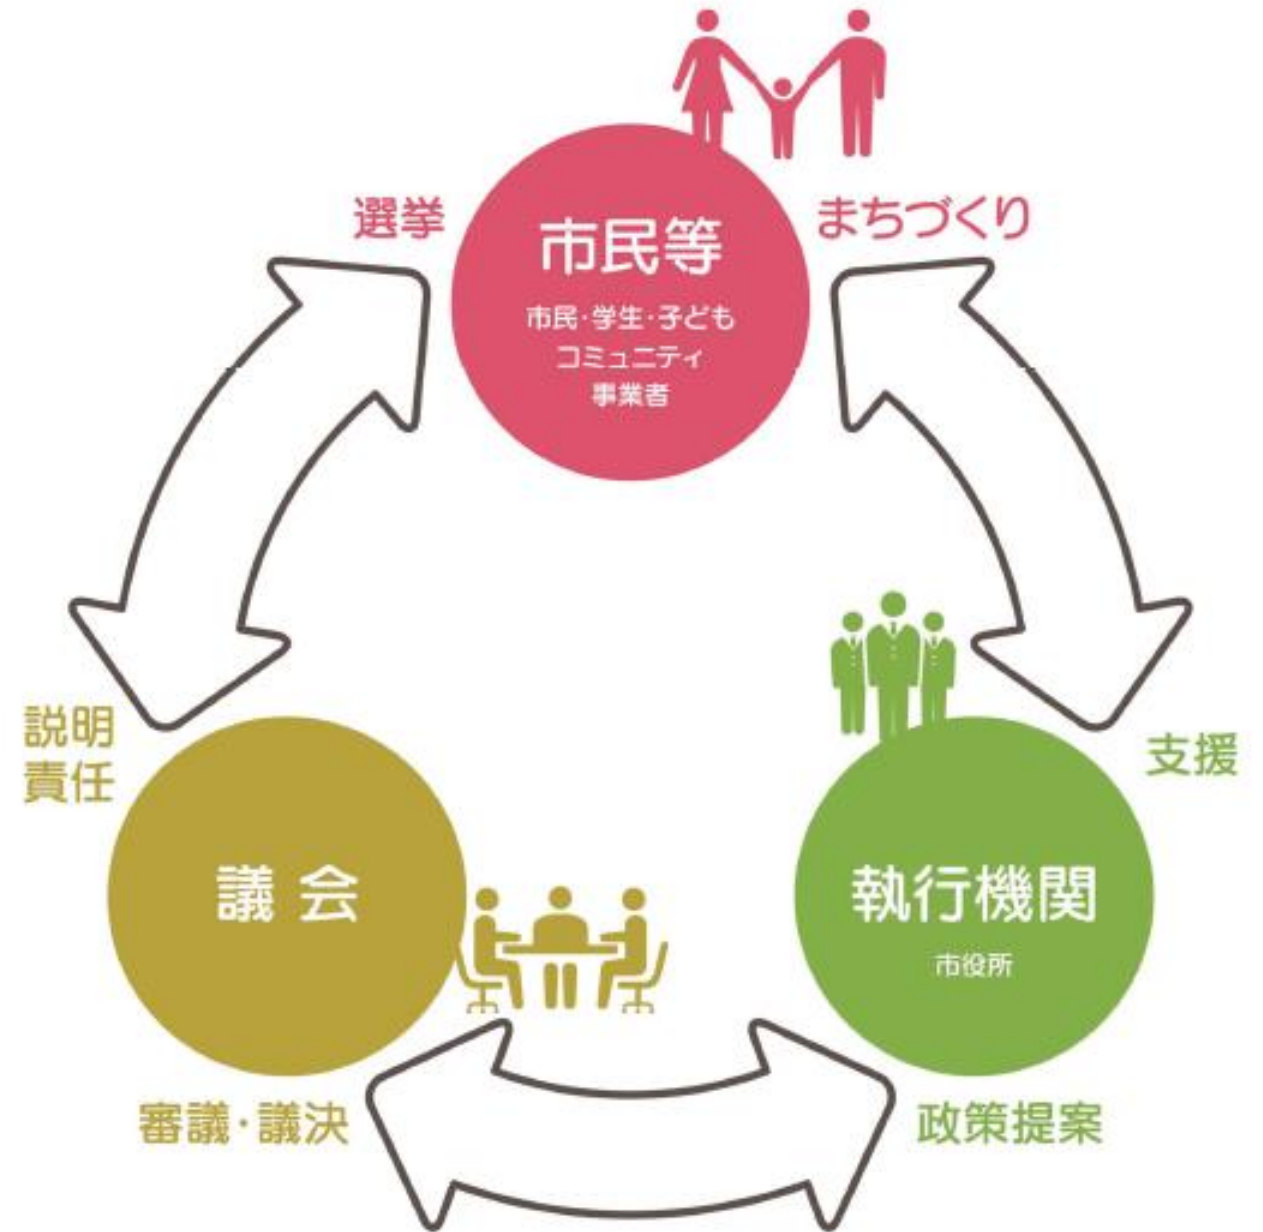 選挙
まちづくり
市民等
市民・学生・子ども
コミュニティ
事業者
説明
責任
支援
議会
執行機関
市役所
審議・議決
政策提案